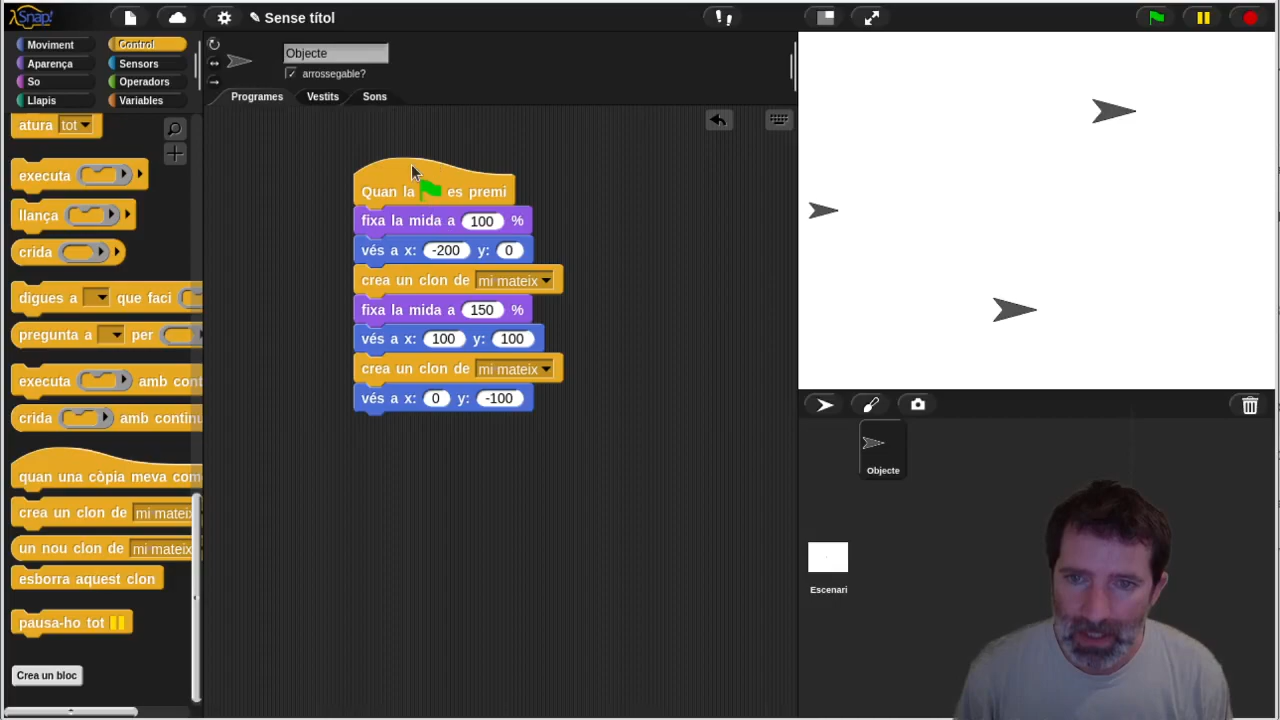 Snap!
Sense títol
Moviment
Control
Aparença
Sensors
So
Operadors
Llapis
Variables
Objecte
arrossegable?
Programes
Vestits
Sons
atura tot
executa
llança
crida
digues a que faci
pregunta a per
executa amb cont
crida amb continu
quan una còpia meva com
crea un clon de mi mateix
un nou clon de mi mateix
esborra aquest clon
pausa-ho tot
Crea un bloc
Quan la es premi
fixa la mida a 100 %
vés a x: -200 y: 0
crea un clon de mi mateix
fixa la mida a 150 %
vés a x: 100 y: 100
crea un clon de mi mateix
vés a x: 0 y: -100
Objecte
Escenari